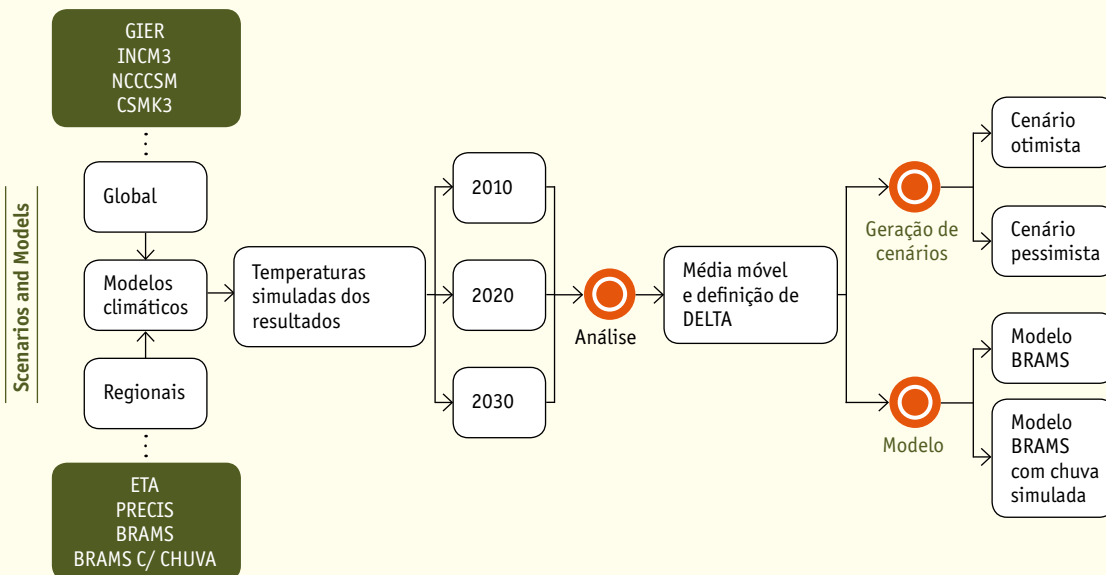 Scenarios and Models
GIER
INCM3
NCCCSM
CSMK3
Global
Modelos
climáticos
Regionais
ETA
PRECIS
BRAMS
BRAMS C/ CHUVA
Temperaturas
simuladas dos
resultados
2010
2020
2030
Análise
Média móvel
e definição de
DELTA
Geração de
cenários
Cenário
otimista
Cenário
pessimista
Modelo
Modelo
BRAMS
Modelo
BRAMS
com chuva
simulada